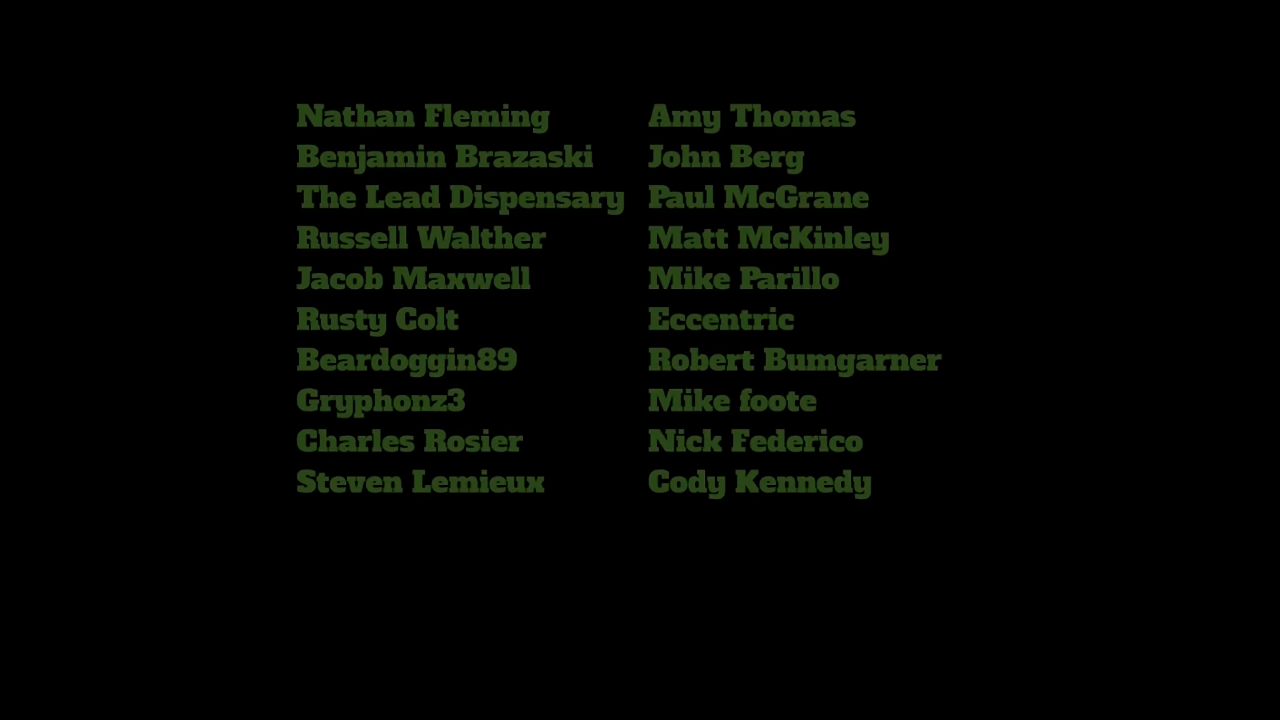 Nathan Fleming
Benjamin Brazaski
The Lead Dispensary
Russell Walther
Jacob Maxwell
Rusty Colt
Beardoggin89
Gryphonz3
Charles Rosier
Steven Lemieux
Amy Thomas
John Berg
Paul McGrane
Matt McKinley
Mike Parillo
Eccentric
Robert Bumgarner
Mike foote
Nick Federico
Cody Kennedy